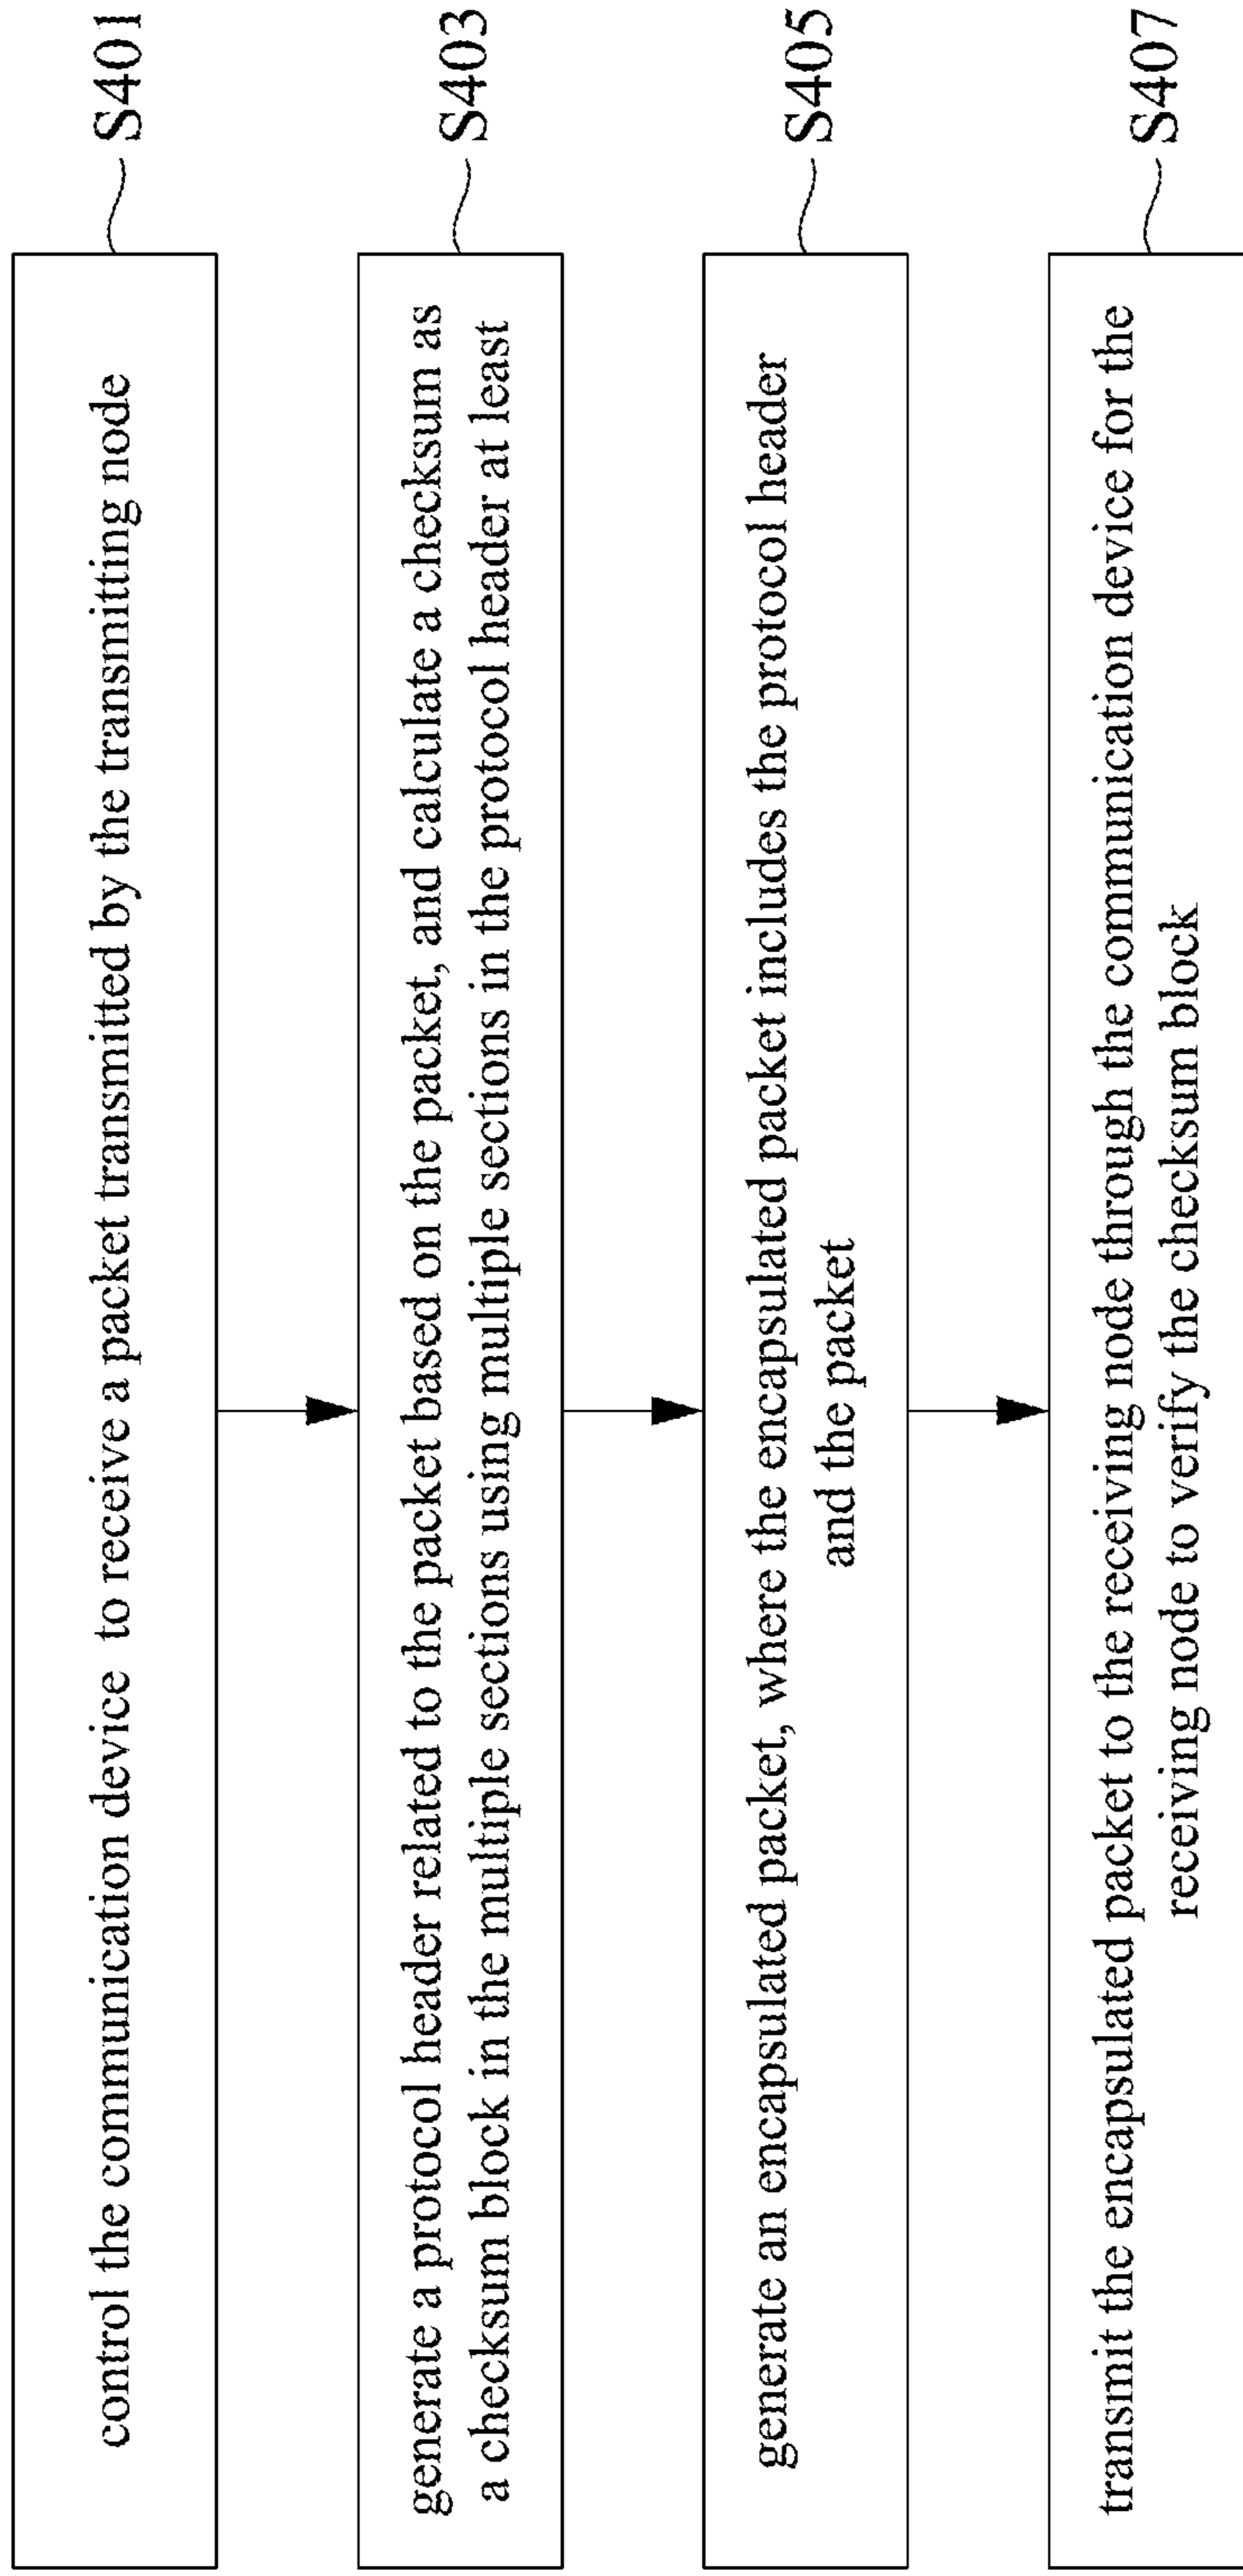 control the communication device to receive a packet transmitted by the transmitting node
S401
generate a protocol header related to the packet based on the packet, and calculate a checksum as
a checksum block in the multiple sections using multiple sections in the protocol header at least
S403
generate an encapsulated packet, where the encapsulated packet includes the protocol header
and the packet
S405
transmit the encapsulated packet to the receiving node through the communication device for the
receiving node to verify the checksum block
S407